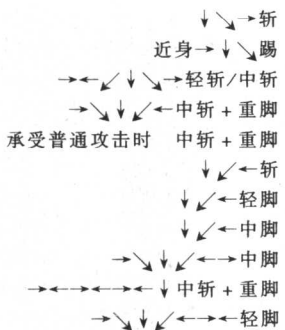 ↓↘→斩
近身→↓↘踢
→←↙↓↘→轻斩/中斩
→↘↓↙←中斩+重脚
承受普通攻击时 中斩+重脚
↓↙←斩
↓↙←轻脚
↓↙←中脚
→↘↓↙←→中脚
→←→←→←↓中斩+重脚
→↘↓↙←→←轻脚